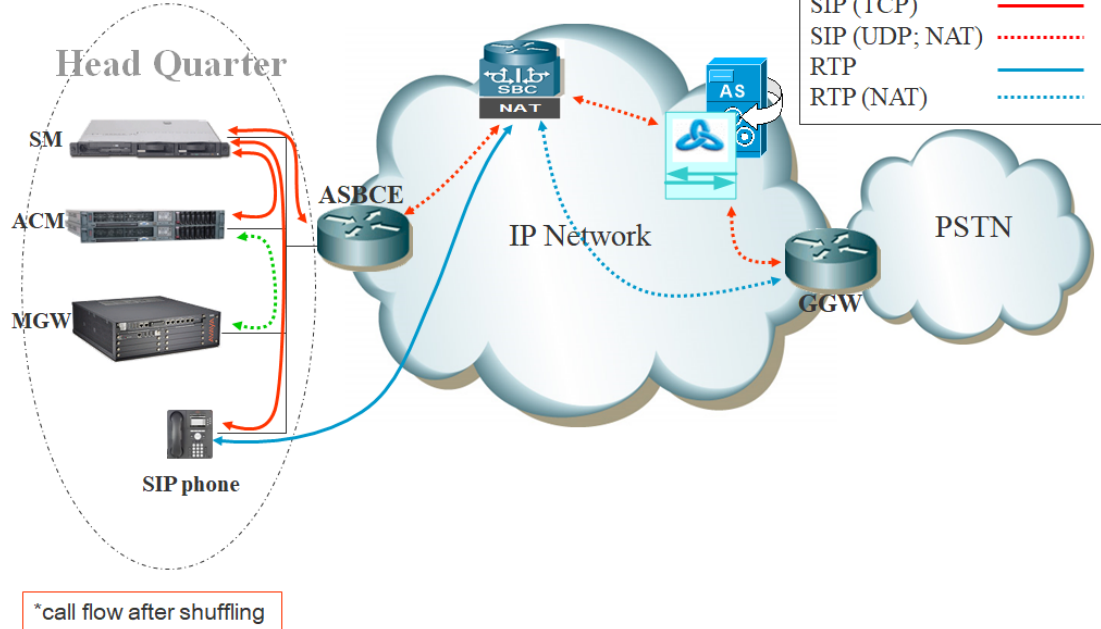 SIP (TCP)
SIP (UDP; NAT)
RTP
RTP (NAT)
Head Quarter
SBC
NAT
AS
SM
ASBCE
ACM
IP Network
PSTN
GGW
MGW
SIP phone
*call flow after shuffling